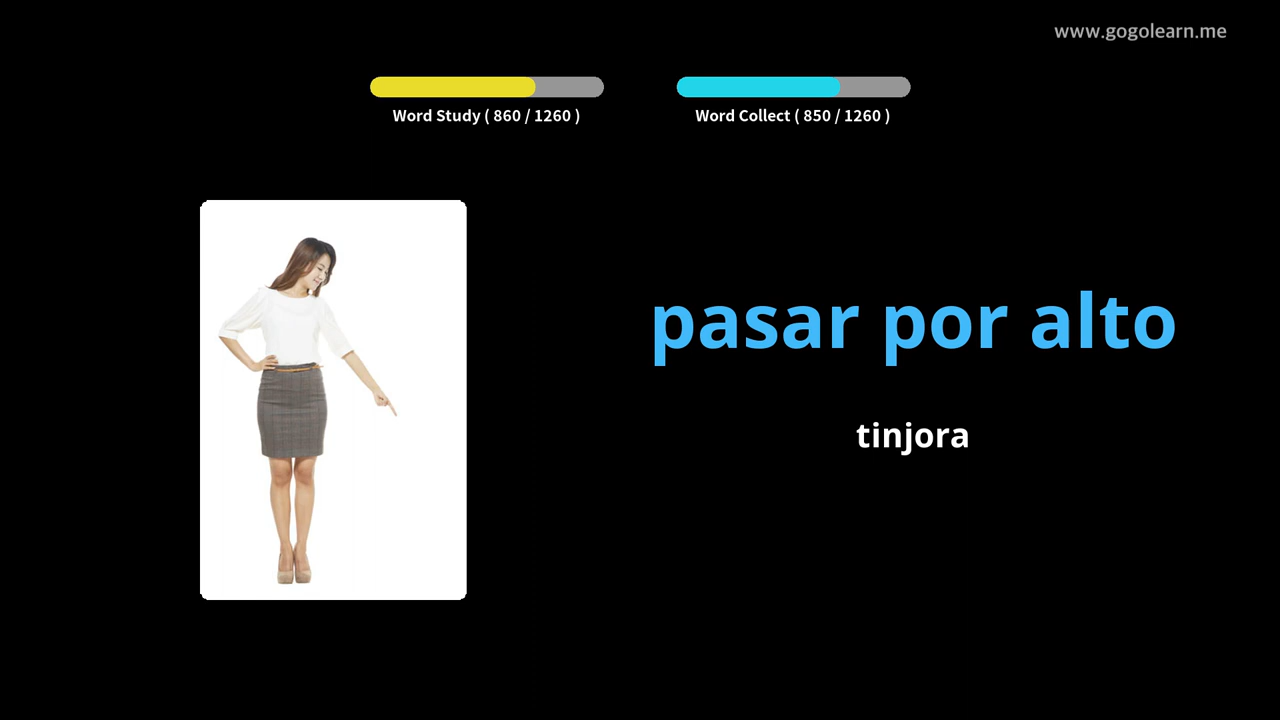 www.gogolearn.me
Word Study ( 860 / 1260 )
Word Collect ( 850 / 1260 )
pasar por alto
tinjora